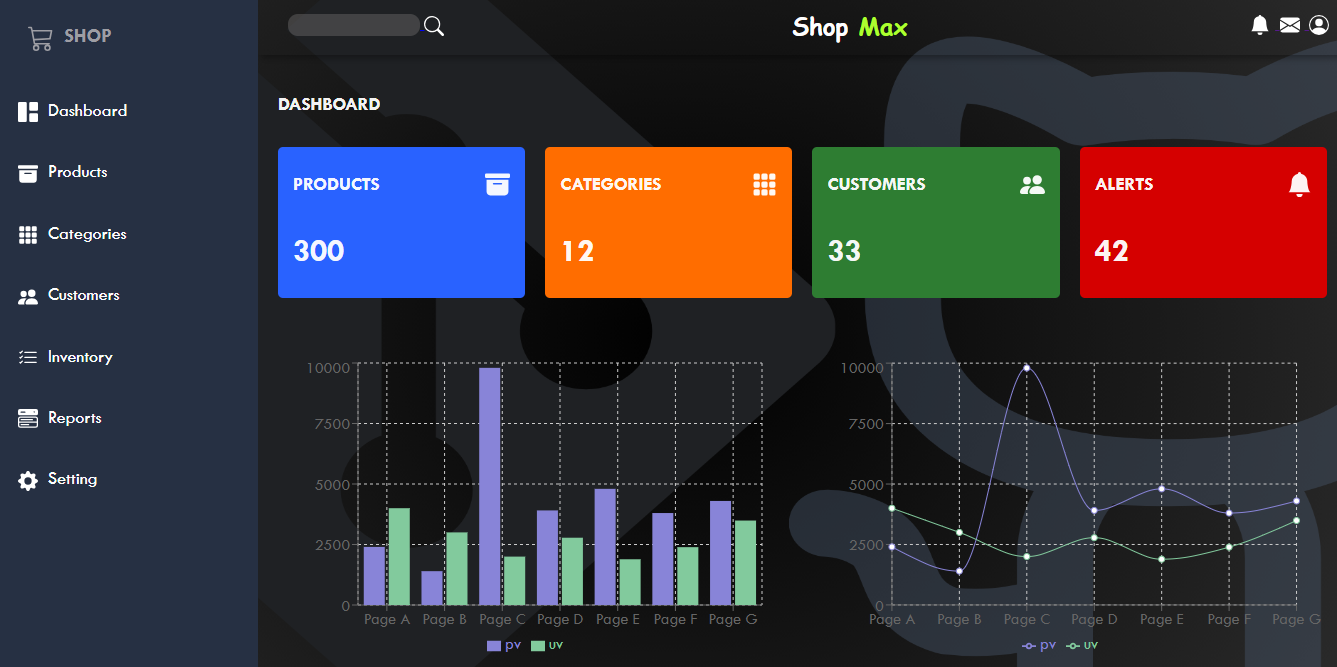 SHOP
Dashboard
Products
Categories
Customers
Inventory
Reports
Setting
Shop Max
DASHBOARD
PRODUCTS
300
CATEGORIES
12
CUSTOMERS
33
ALERTS
42
10000
7500
5000
2500
0
Page A Page B Page C Page D Page E Page F Page G
pv uv
10000
7500
5000
2500
0
Page A Page B Page C Page D Page E Page F Page G
pv uv